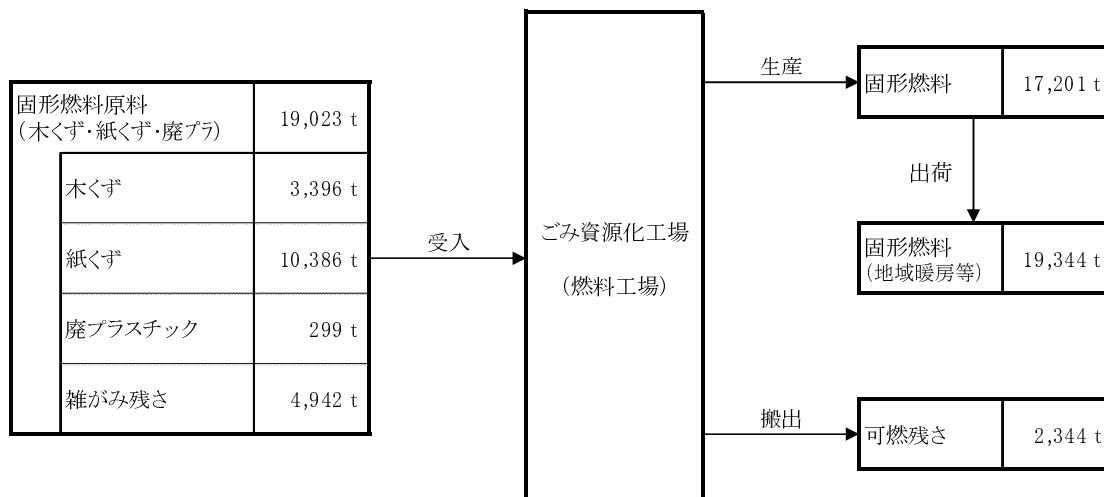 固形燃料原料
（木くず・紙くず・廃プラ）
19,023 t
木くず
3,396 t
紙くず
10,386 t
廃プラスチック
299 t
雑がみ残さ
4,942 t
受入
ごみ資源化工場
（燃料工場）
生産
固形燃料
17,201 t
出荷
固形燃料
（地域暖房等）
19,344 t
搬出
可燃残さ
2,344 t